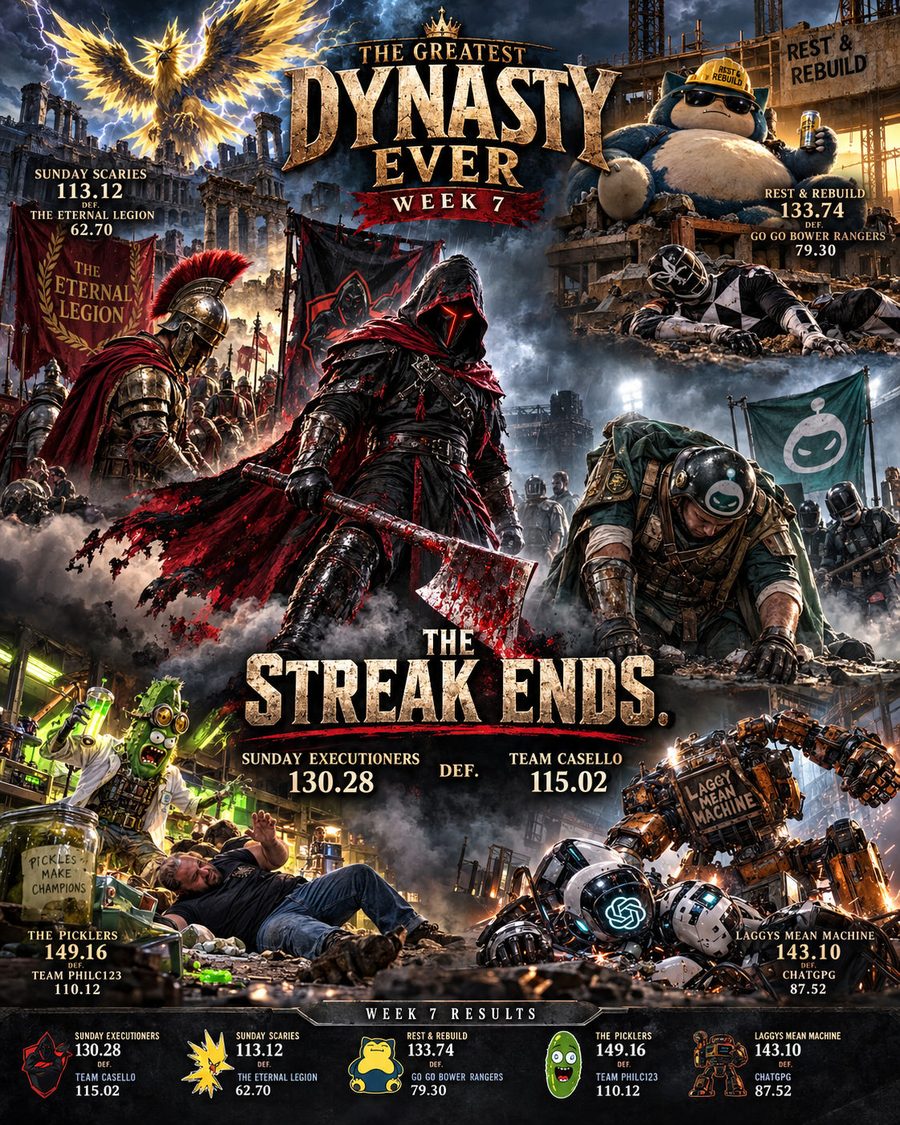 THE GREATEST
DYNASTY
EVER
WEEK 7
REST &
REBUILD
REST &
REBUILD
SUNDAY SCARIES
113.12
DEF.
THE ETERNAL LEGION
62.70
REST & REBUILD
133.74
DEF.
GO GO BOWER RANGERS
79.30
THE
ETERNAL
LEGION
THE
STREAK ENDS.
SUNDAY EXECUTIONERS
130.28
DEF.
TEAM CASELLO
115.02
LAGGY
MEAN
MACHINE
PICKLES
MAKE
CHAMPIONS
THE PICKLERS
149.16
DEF.
TEAM PHILC123
110.12
LAGGYS MEAN MACHINE
143.10
DEF.
CHATGPG
87.52
WEEK 7 RESULTS
SUNDAY EXECUTIONERS
130.28
DEF.
TEAM CASELLO
115.02
SUNDAY SCARIES
113.12
DEF.
THE ETERNAL LEGION
62.70
REST & REBUILD
133.74
DEF.
GO GO BOWER RANGERS
79.30
THE PICKLERS
149.16
DEF.
TEAM PHILC123
110.12
LAGGYS MEAN MACHINE
143.10
DEF.
CHATGPG
87.52